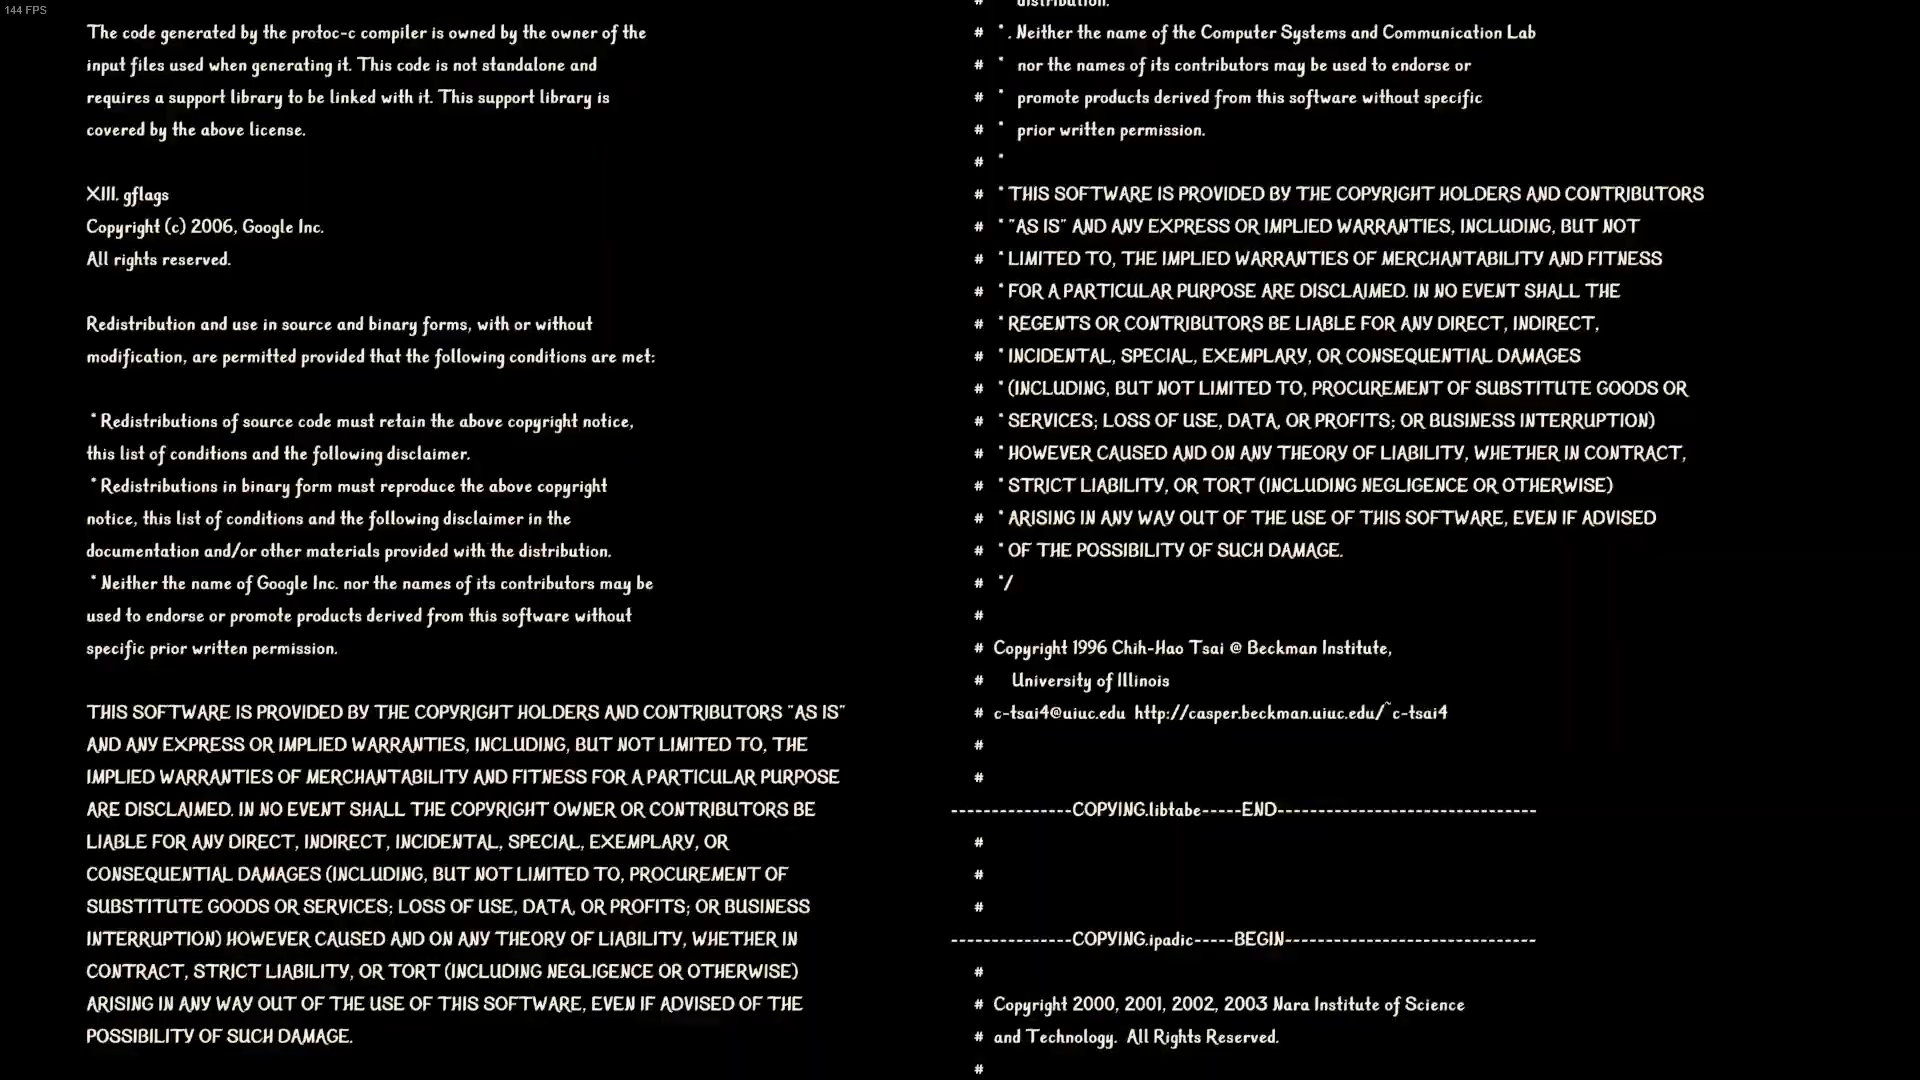 144 FPS
The code generated by the protoc-c compiler is owned by the owner of the
input files used when generating it. This code is not standalone and
requires a support library to be linked with it. This support library is
covered by the above license.
XIII. gflags
Copyright (c) 2006, Google Inc.
All rights reserved.
Redistribution and use in source and binary forms, with or without
modification, are permitted provided that the following conditions are met:
* Redistributions of source code must retain the above copyright notice,
this list of conditions and the following disclaimer.
* Redistributions in binary form must reproduce the above copyright
notice, this list of conditions and the following disclaimer in the
documentation and/or other materials provided with the distribution.
* Neither the name of Google Inc. nor the names of its contributors may be
used to endorse or promote products derived from this software without
specific prior written permission.
THIS SOFTWARE IS PROVIDED BY THE COPYRIGHT HOLDERS AND CONTRIBUTORS "AS IS"
AND ANY EXPRESS OR IMPLIED WARRANTIES, INCLUDING, BUT NOT LIMITED TO, THE
IMPLIED WARRANTIES OF MERCHANTABILITY AND FITNESS FOR A PARTICULAR PURPOSE
ARE DISCLAIMED. IN NO EVENT SHALL THE COPYRIGHT OWNER OR CONTRIBUTORS BE
LIABLE FOR ANY DIRECT, INDIRECT, INCIDENTAL, SPECIAL, EXEMPLARY, OR
CONSEQUENTIAL DAMAGES (INCLUDING, BUT NOT LIMITED TO, PROCUREMENT OF
SUBSTITUTE GOODS OR SERVICES; LOSS OF USE, DATA, OR PROFITS; OR BUSINESS
INTERRUPTION) HOWEVER CAUSED AND ON ANY THEORY OF LIABILITY, WHETHER IN
CONTRACT, STRICT LIABILITY, OR TORT (INCLUDING NEGLIGENCE OR OTHERWISE)
ARISING IN ANY WAY OUT OF THE USE OF THIS SOFTWARE, EVEN IF ADVISED OF THE
POSSIBILITY OF SUCH DAMAGE.
distribution.
# * . Neither the name of the Computer Systems and Communication Lab
# * nor the names of its contributors may be used to endorse or
# * promote products derived from this software without specific
# * prior written permission.
# *
# * THIS SOFTWARE IS PROVIDED BY THE COPYRIGHT HOLDERS AND CONTRIBUTORS
# * "AS IS" AND ANY EXPRESS OR IMPLIED WARRANTIES, INCLUDING, BUT NOT
# * LIMITED TO, THE IMPLIED WARRANTIES OF MERCHANTABILITY AND FITNESS
# * FOR A PARTICULAR PURPOSE ARE DISCLAIMED. IN NO EVENT SHALL THE
# * REGENTS OR CONTRIBUTORS BE LIABLE FOR ANY DIRECT, INDIRECT,
# * INCIDENTAL, SPECIAL, EXEMPLARY, OR CONSEQUENTIAL DAMAGES
# * (INCLUDING, BUT NOT LIMITED TO, PROCUREMENT OF SUBSTITUTE GOODS OR
# * SERVICES; LOSS OF USE, DATA, OR PROFITS; OR BUSINESS INTERRUPTION)
# * HOWEVER CAUSED AND ON ANY THEORY OF LIABILITY, WHETHER IN CONTRACT,
# * STRICT LIABILITY, OR TORT (INCLUDING NEGLIGENCE OR OTHERWISE)
# * ARISING IN ANY WAY OUT OF THE USE OF THIS SOFTWARE, EVEN IF ADVISED
# * OF THE POSSIBILITY OF SUCH DAMAGE.
# */
#
# Copyright 1996 Chih-Hao Tsai @ Beckman Institute,
# University of Illinois
# c-tsai4@uiuc.edu http://casper.beckman.uiuc.edu/~c-tsai4
#
#
---------------COPYING.libtabe-----END--------------------------------
#
#
#
---------------COPYING.ipadic-----BEGIN-------------------------------
#
# Copyright 2000, 2001, 2002, 2003 Nara Institute of Science
# and Technology. All Rights Reserved.
#